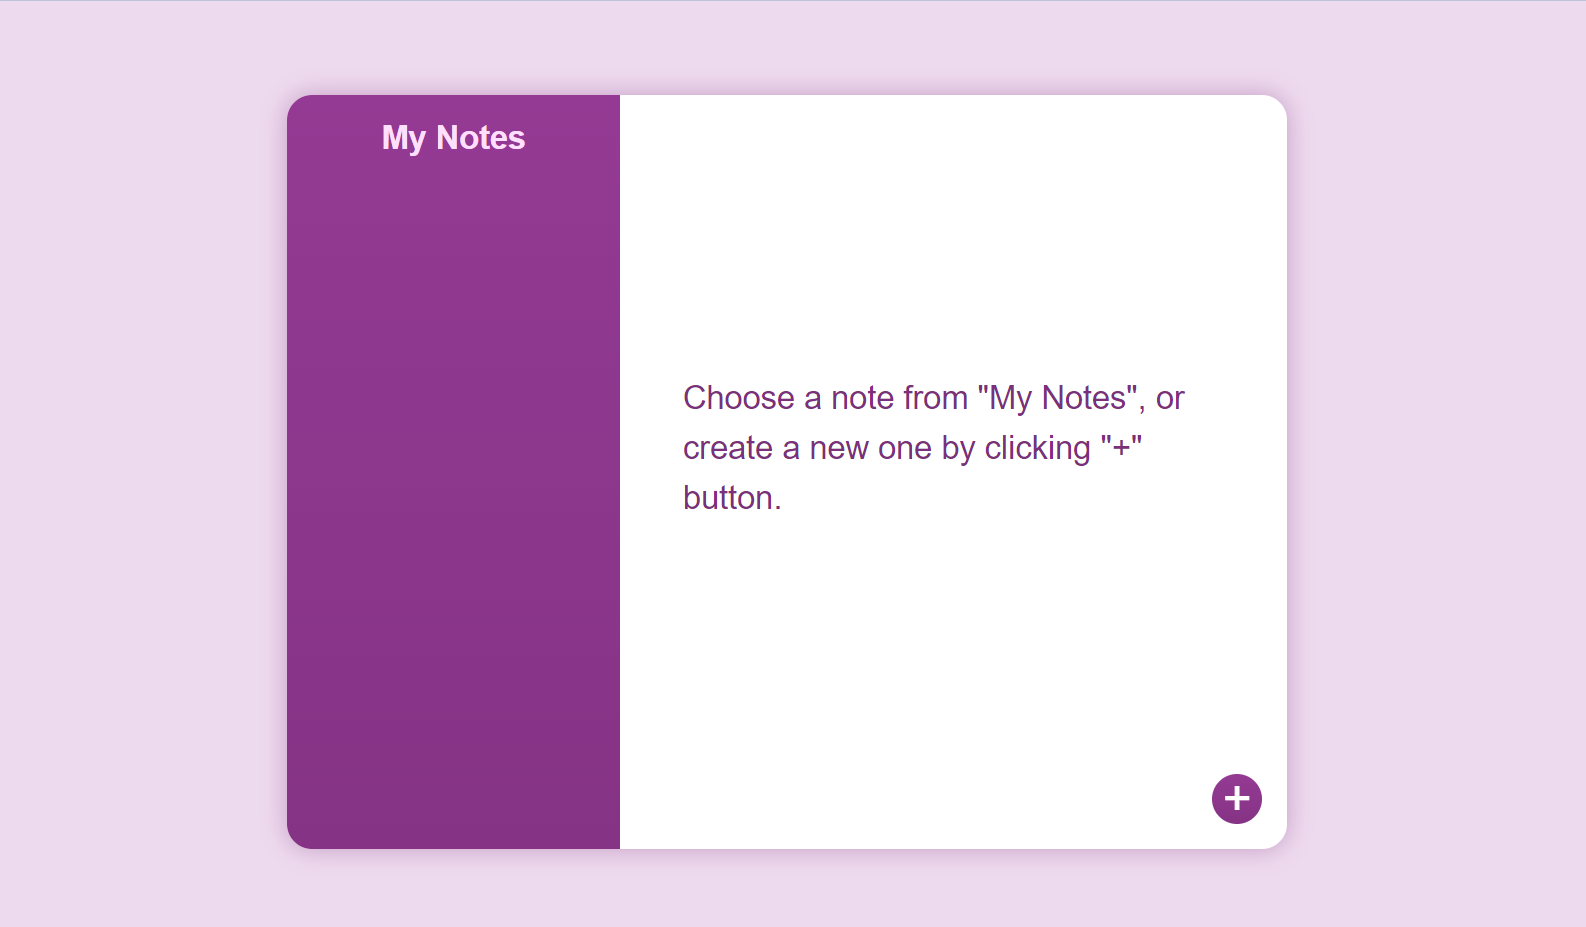 My Notes
Choose a note from "My Notes", or
create a new one by clicking "+"
button.
+